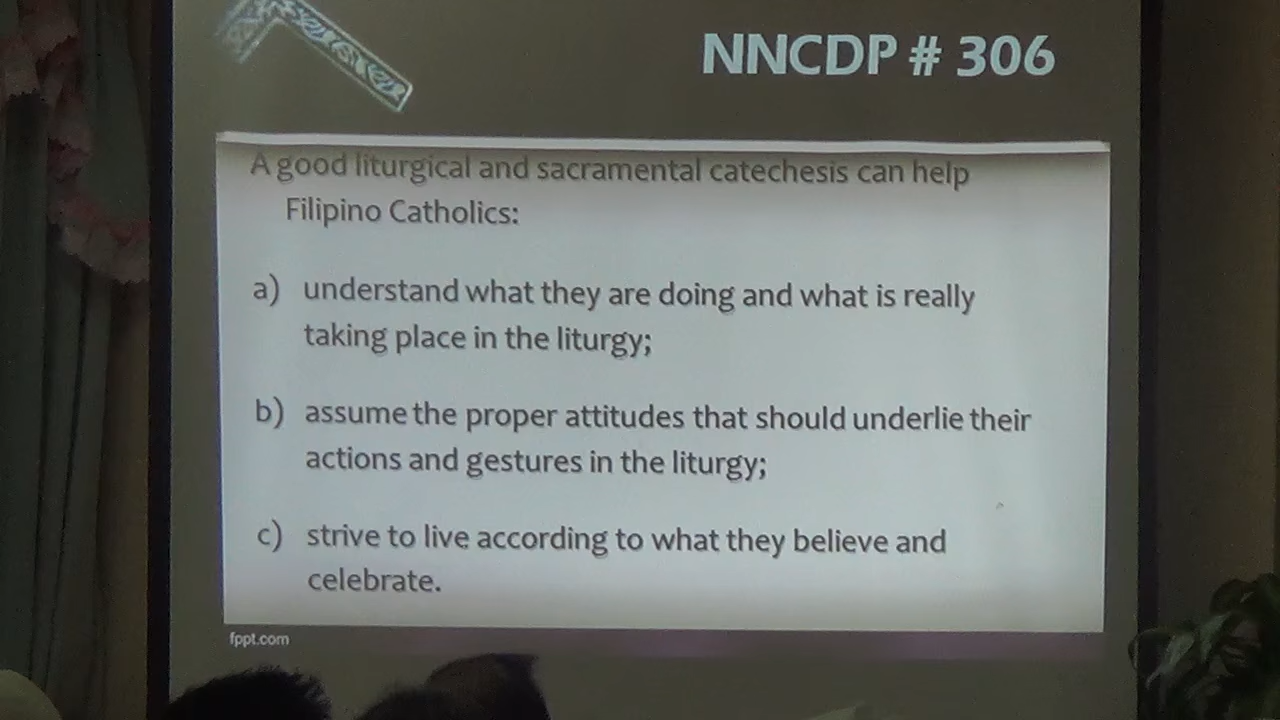 NNCDP # 306
A good liturgical and sacramental catechesis can help
Filipino Catholics:
a) understand what they are doing and what is really
taking place in the liturgy;
b) assume the proper attitudes that should underlie their
actions and gestures in the liturgy;
c) strive to live according to what they believe and
celebrate.
fppt.com